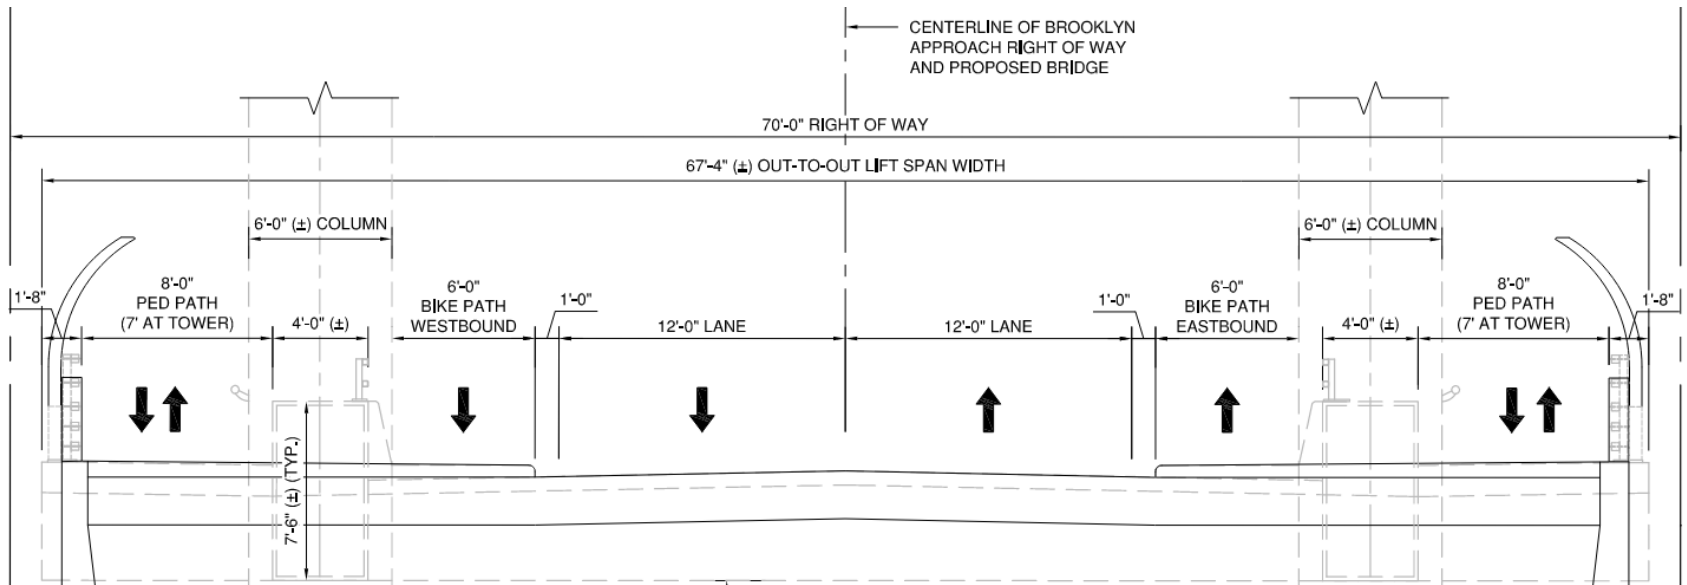 CENTERLINE OF BROOKLYN
APPROACH RIGHT OF WAY
AND PROPOSED BRIDGE
70'-0" RIGHT OF WAY
67'-4" (±) OUT-TO-OUT LIFT SPAN WIDTH
6'-0" (±) COLUMN
6'-0" (±) COLUMN
1'-8"
8'-0"
PED PATH
(7' AT TOWER)
4'-0" (±)
6'-0"
BIKE PATH
WESTBOUND
1'-0"
12'-0" LANE
12'-0" LANE
1'-0"
6'-0"
BIKE PATH
EASTBOUND
4'-0" (±)
8'-0"
PED PATH
(7' AT TOWER)
1'-8"
7'-6" (±) (TYP.)